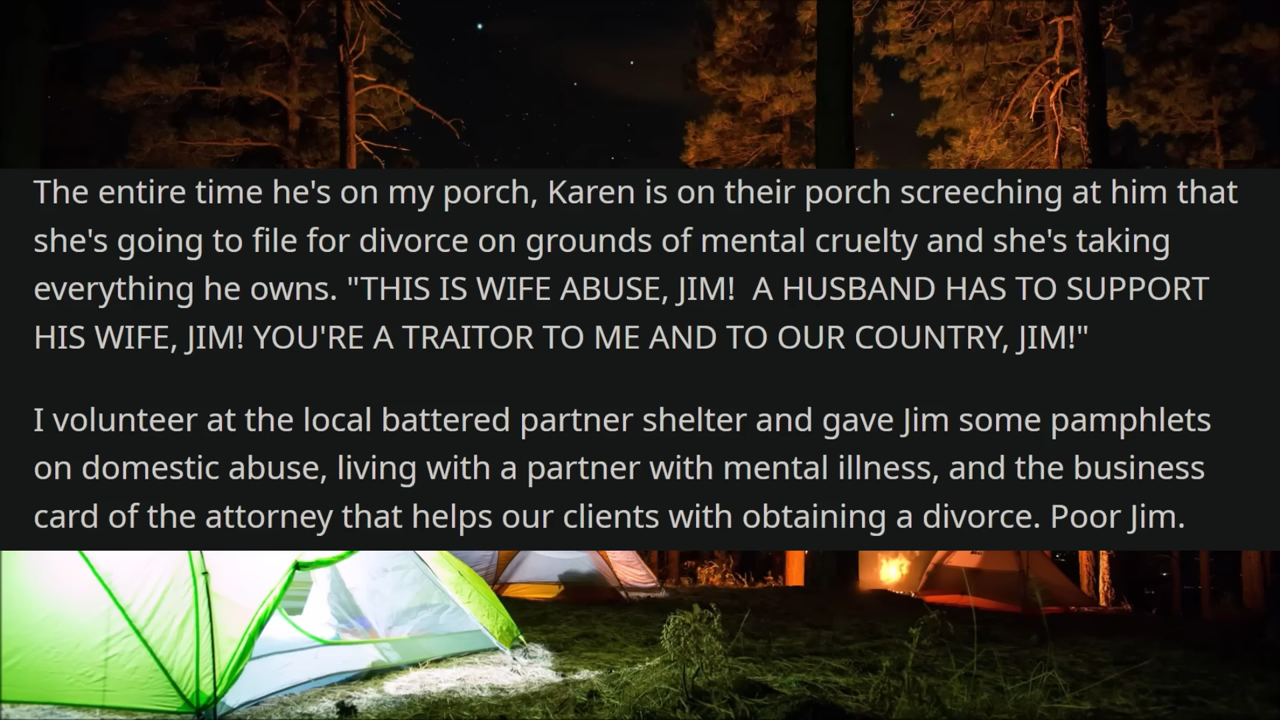 The entire time he's on my porch, Karen is on their porch screeching at him that
she's going to file for divorce on grounds of mental cruelty and she's taking
everything he owns. "THIS IS WIFE ABUSE, JIM!  A HUSBAND HAS TO SUPPORT
HIS WIFE, JIM! YOU'RE A TRAITOR TO ME AND TO OUR COUNTRY, JIM!"
I volunteer at the local battered partner shelter and gave Jim some pamphlets
on domestic abuse, living with a partner with mental illness, and the business
card of the attorney that helps our clients with obtaining a divorce. Poor Jim.